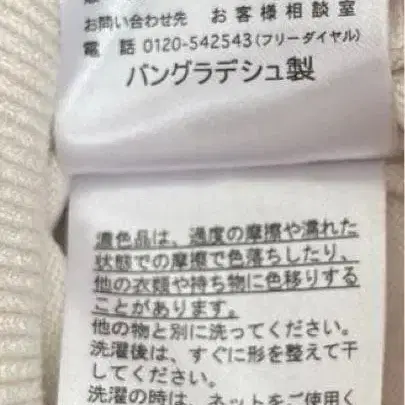 お問い合わせ先 お客様相談室
電 話 0120-542543(フリーダイヤル)
バングラデシュ製
濃色品は、過度の摩擦や濡れた
状態での摩擦で色落ちしたり、
他の衣類や持ち物に色移りする
ことがあります。
他の物と別に洗ってください。
洗濯後は、すぐに形を整えて干
してください。
洗濯の時は、ネットをご使用く